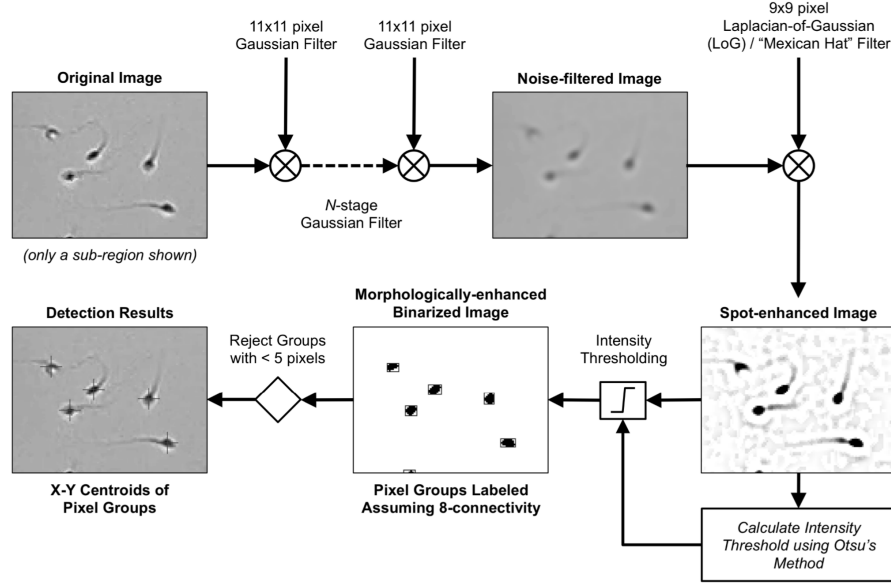 11x11 pixel
Gaussian Filter
11x11 pixel
Gaussian Filter
9x9 pixel
Laplacian-of-Gaussian
(LoG) / “Mexican Hat” Filter
Original Image
Noise-filtered Image
N-stage
Gaussian Filter
(only a sub-region shown)
Detection Results
Reject Groups
with < 5 pixels
Morphologically-enhanced
Binarized Image
Intensity
Thresholding
Spot-enhanced Image
X-Y Centroids of
Pixel Groups
Pixel Groups Labeled
Assuming 8-connectivity
Calculate Intensity
Threshold using Otsu’s
Method